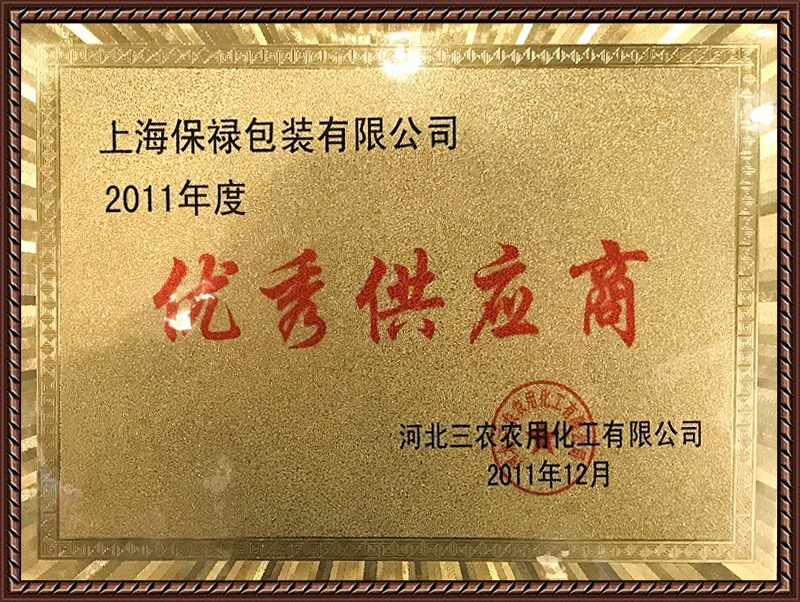 上海保禄包装有限公司
2011年度
优秀供应商
河北三农农用化工有限公司
2011年12月